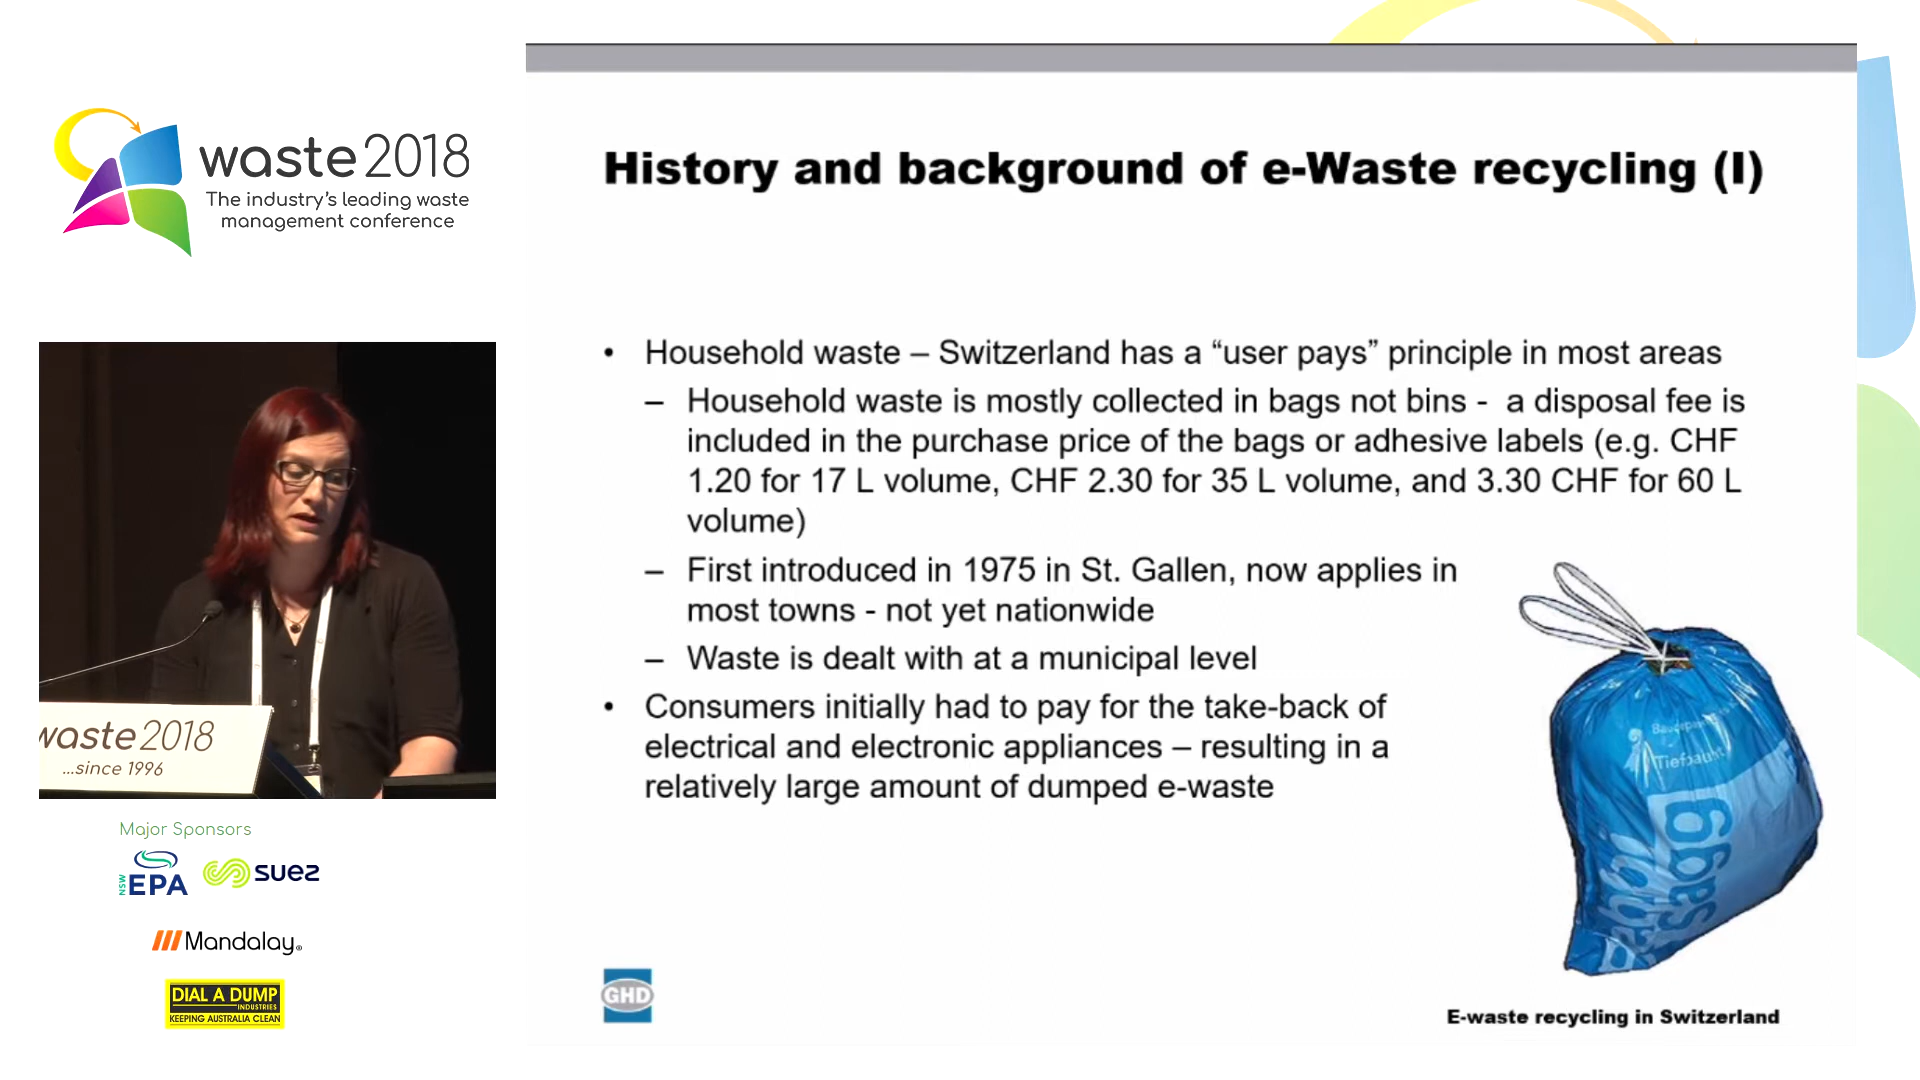 waste 2018
The industry's leading waste
management conference
waste 2018
...since 1996
Major Sponsors
NSW EPA
suez
Mandalay®
DIAL A DUMP
INDUSTRIES
KEEPING AUSTRALIA CLEAN
History and background of e-Waste recycling (I)
• Household waste – Switzerland has a “user pays” principle in most areas
– Household waste is mostly collected in bags not bins - a disposal fee is
included in the purchase price of the bags or adhesive labels (e.g. CHF
1.20 for 17 L volume, CHF 2.30 for 35 L volume, and 3.30 CHF for 60 L
volume)
– First introduced in 1975 in St. Gallen, now applies in
most towns - not yet nationwide
– Waste is dealt with at a municipal level
• Consumers initially had to pay for the take-back of
electrical and electronic appliances – resulting in a
relatively large amount of dumped e-waste
GHD
E-waste recycling in Switzerland